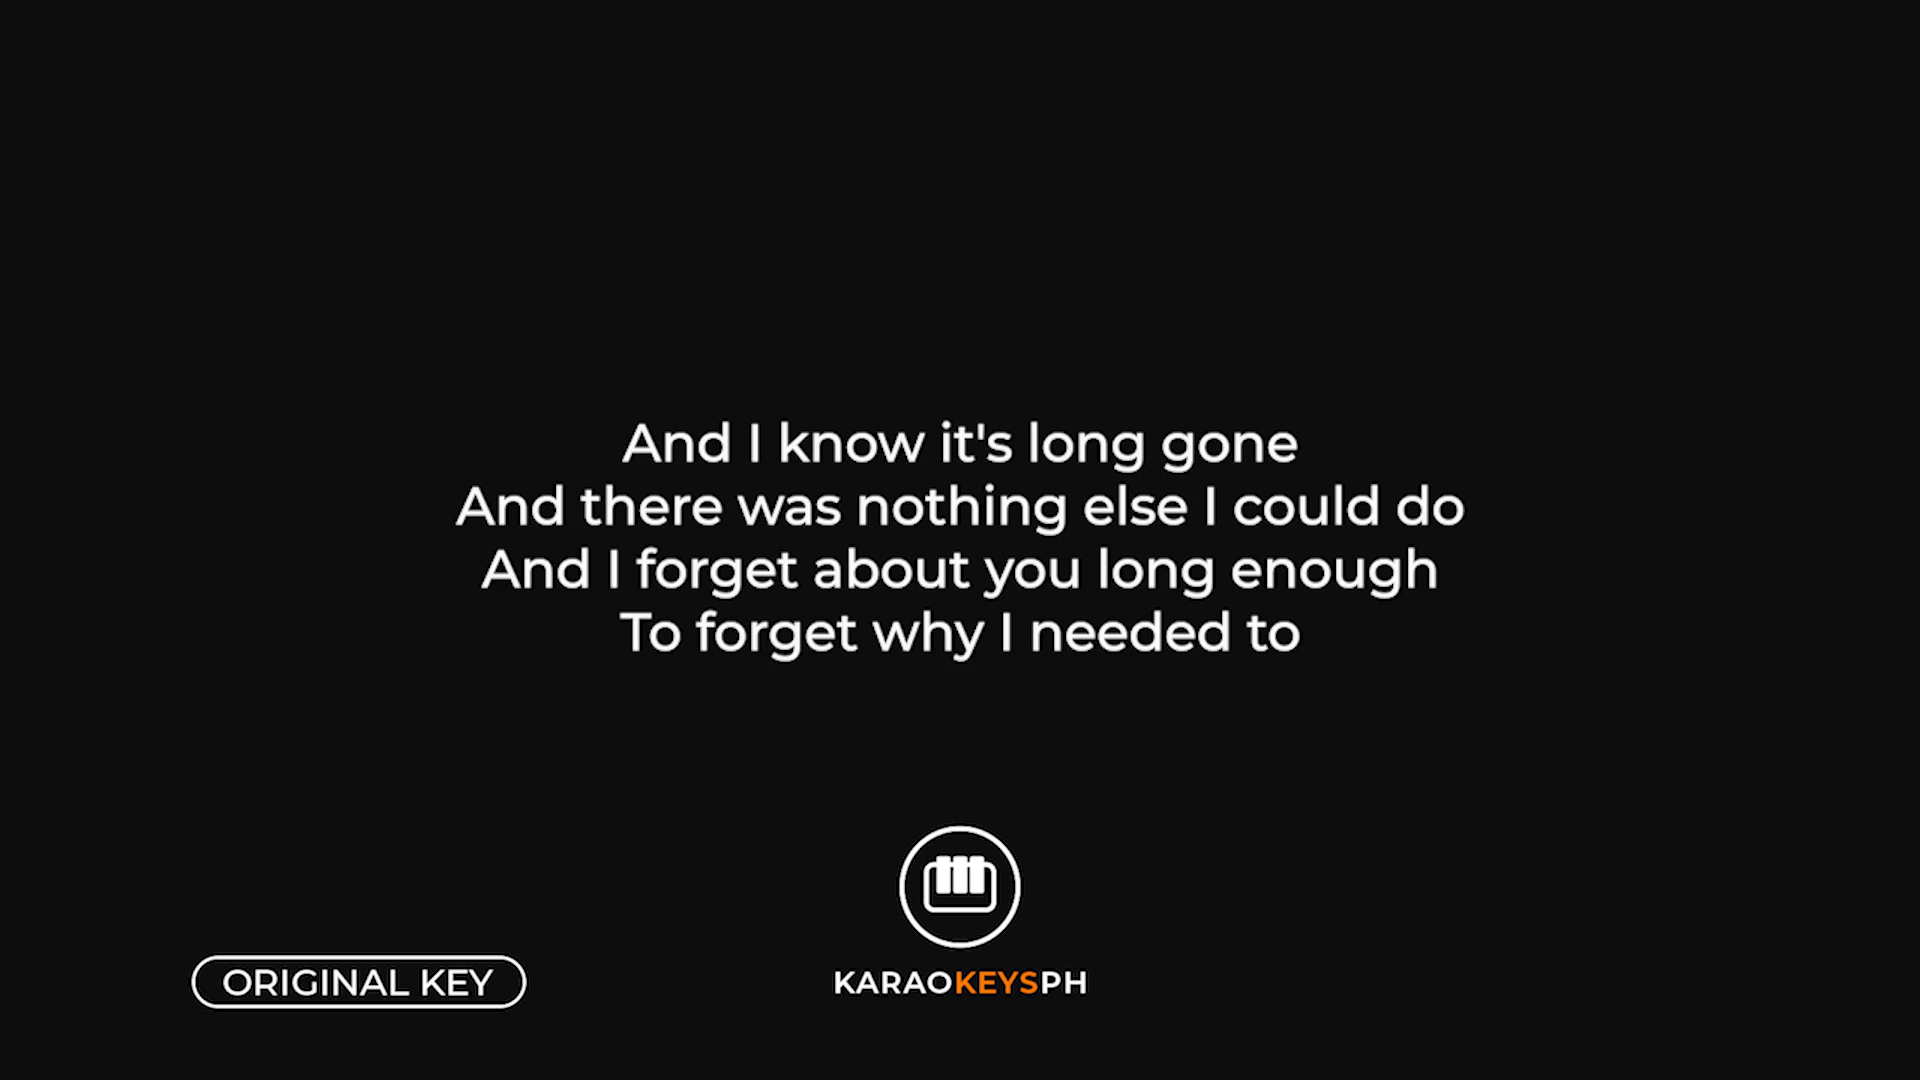 And I know it's long gone
And there was nothing else I could do
And I forget about you long enough
To forget why I needed to
ORIGINAL KEY
KARAOKEYSPH